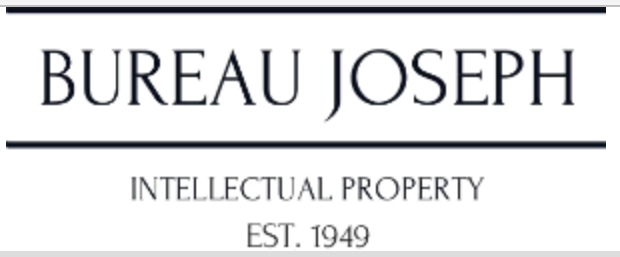 BUREAU JOSEPH
INTELLECTUAL PROPERTY
EST. 1949